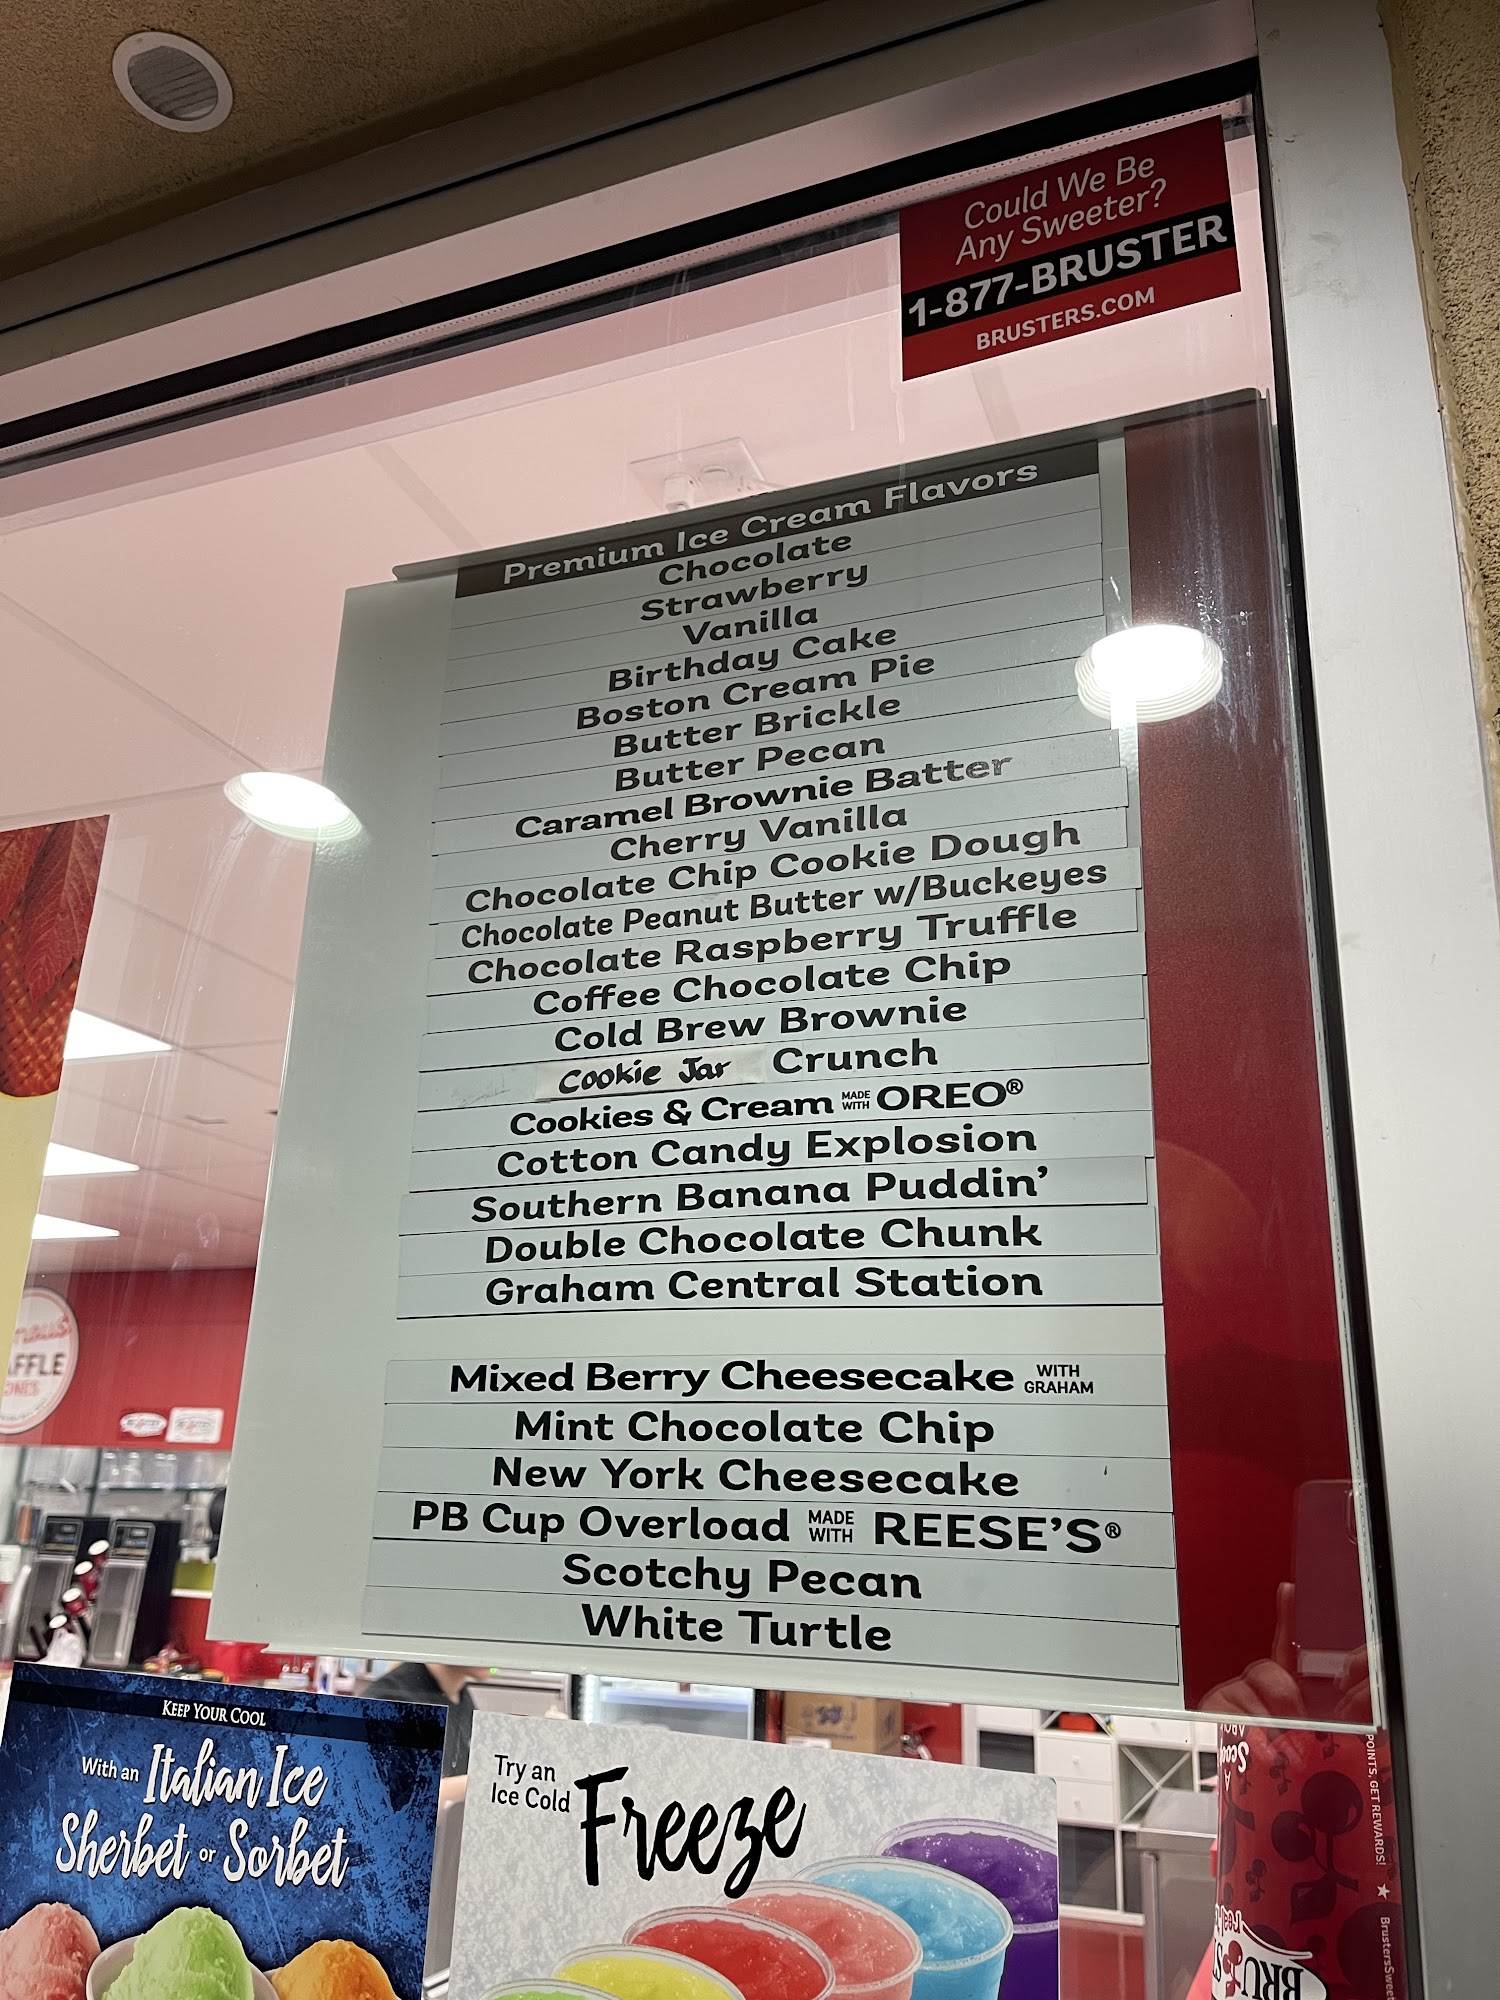 Could We Be
Any Sweeter?
1-877-BRUSTER
BRUSTERS.COM
Premium Ice Cream Flavors
Chocolate
Strawberry
Vanilla
Birthday Cake
Boston Cream Pie
Butter Brickle
Butter Pecan
Caramel Brownie Batter
Cherry Vanilla
Chocolate Chip Cookie Dough
Chocolate Peanut Butter w/Buckeyes
Chocolate Raspberry Truffle
Coffee Chocolate Chip
Cold Brew Brownie
Cookie Jar Crunch
Cookies & Cream MADE WITH OREO®
Cotton Candy Explosion
Southern Banana Puddin'
Double Chocolate Chunk
Graham Central Station
Mixed Berry Cheesecake WITH GRAHAM
Mint Chocolate Chip
New York Cheesecake
PB Cup Overload MADE WITH REESE'S®
Scotchy Pecan
White Turtle
KEEP YOUR COOL
With an Italian Ice
Sherbet or Sorbet
Try an
Ice Cold Freeze
POINTS, GET REWARDS!